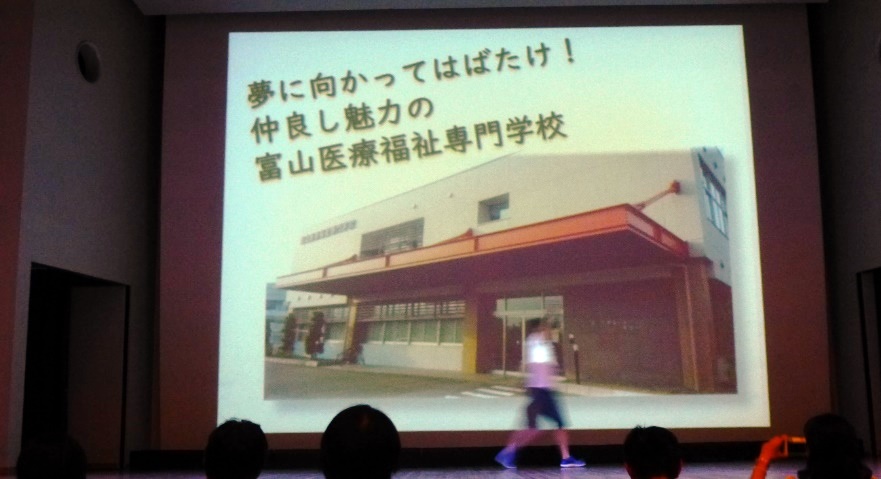 夢に向かってはばたけ！
仲良し魅力の
富山医療福祉専門学校